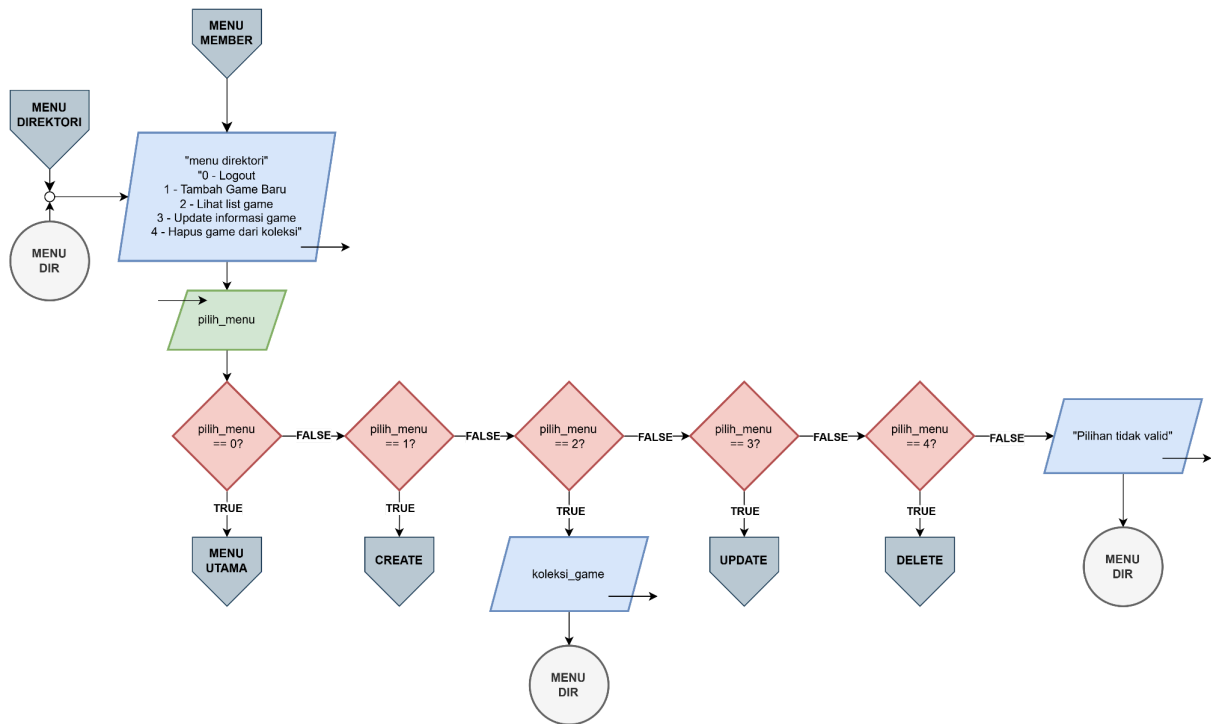 MENU
MEMBER
MENU
DIREKTORI
"menu direktori"
"0 - Logout
1 - Tambah Game Baru
2 - Lihat list game
3 - Update informasi game
4 - Hapus game dari koleksi"
MENU
DIR
pilih_menu
pilih_menu
== 0?
FALSE
pilih_menu
== 1?
FALSE
pilih_menu
== 2?
FALSE
pilih_menu
== 3?
FALSE
pilih_menu
== 4?
FALSE
"Pilihan tidak valid"
TRUE
TRUE
TRUE
TRUE
TRUE
MENU
UTAMA
CREATE
koleksi_game
UPDATE
DELETE
MENU
DIR
MENU
DIR